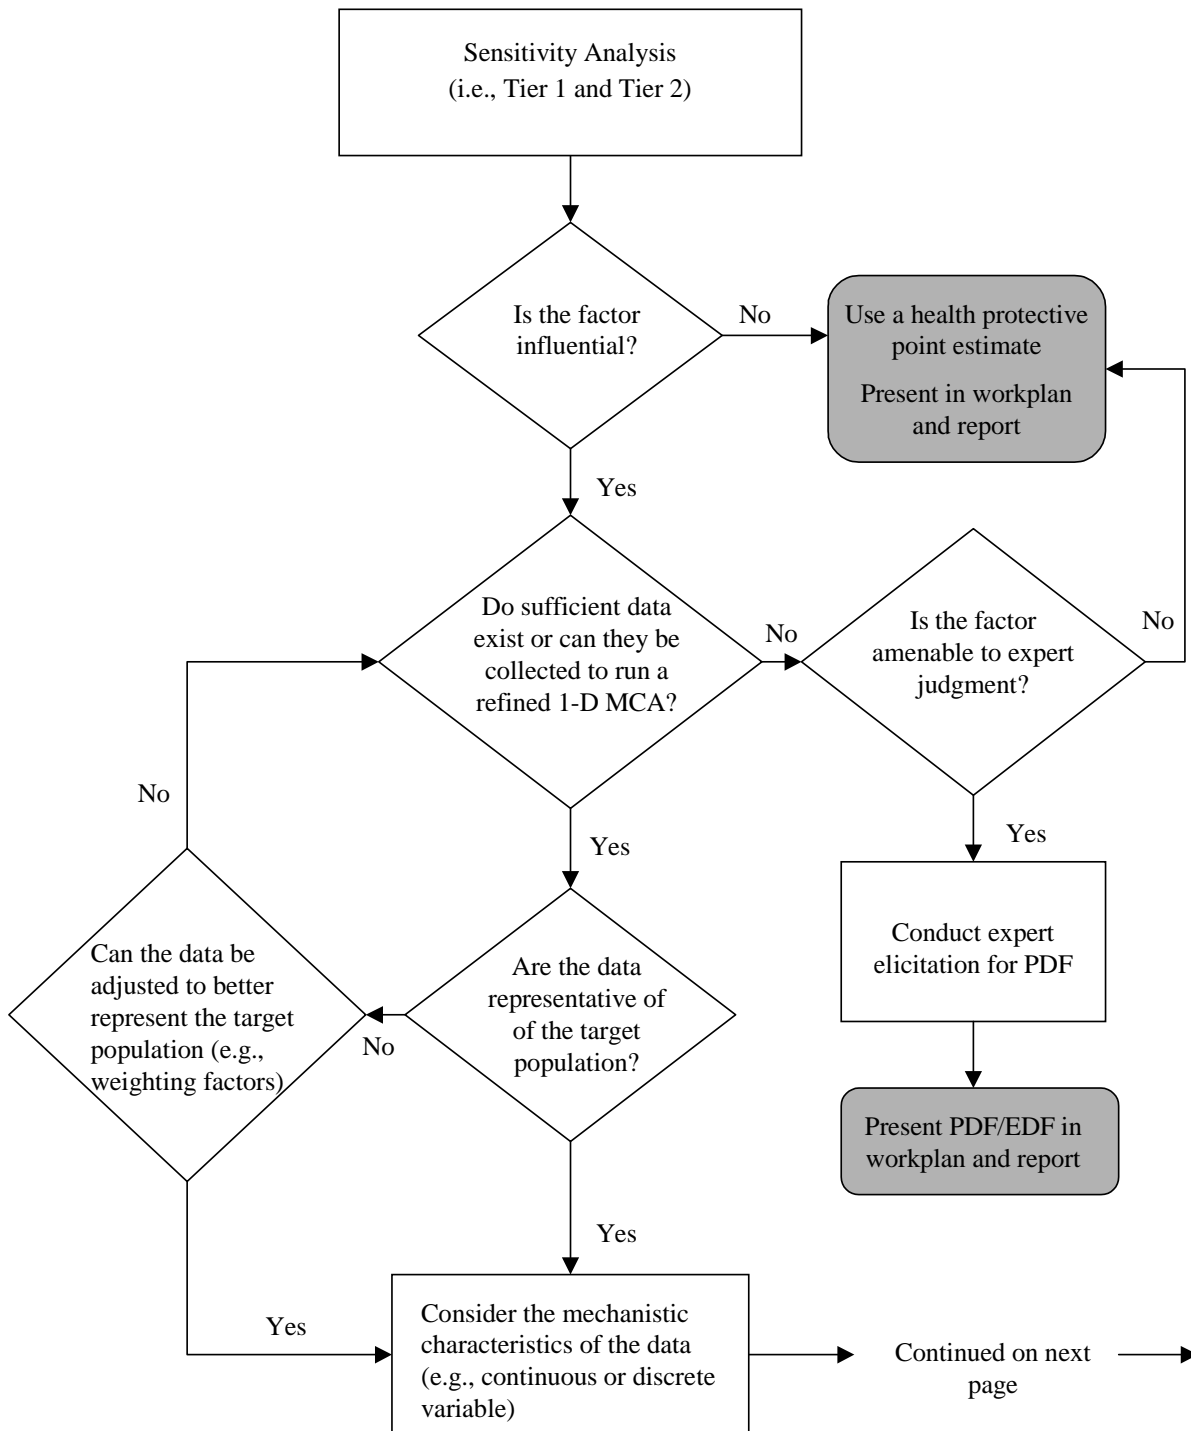 Sensitivity Analysis
(i.e., Tier 1 and Tier 2)
Is the factor
influential?
No
Use a health protective
point estimate
Present in workplan
and report
Yes
Do sufficient data
exist or can they be
collected to run a
refined 1-D MCA?
No
Is the factor
amenable to expert
judgment?
No
No
Yes
Yes
Conduct expert
elicitation for PDF
Can the data be
adjusted to better
represent the target
population (e.g.,
weighting factors)
No
Are the data
representative of
of the target
population?
Present PDF/EDF in
workplan and report
Yes
Yes
Consider the mechanistic
characteristics of the data
(e.g., continuous or discrete
variable)
Continued on next
page